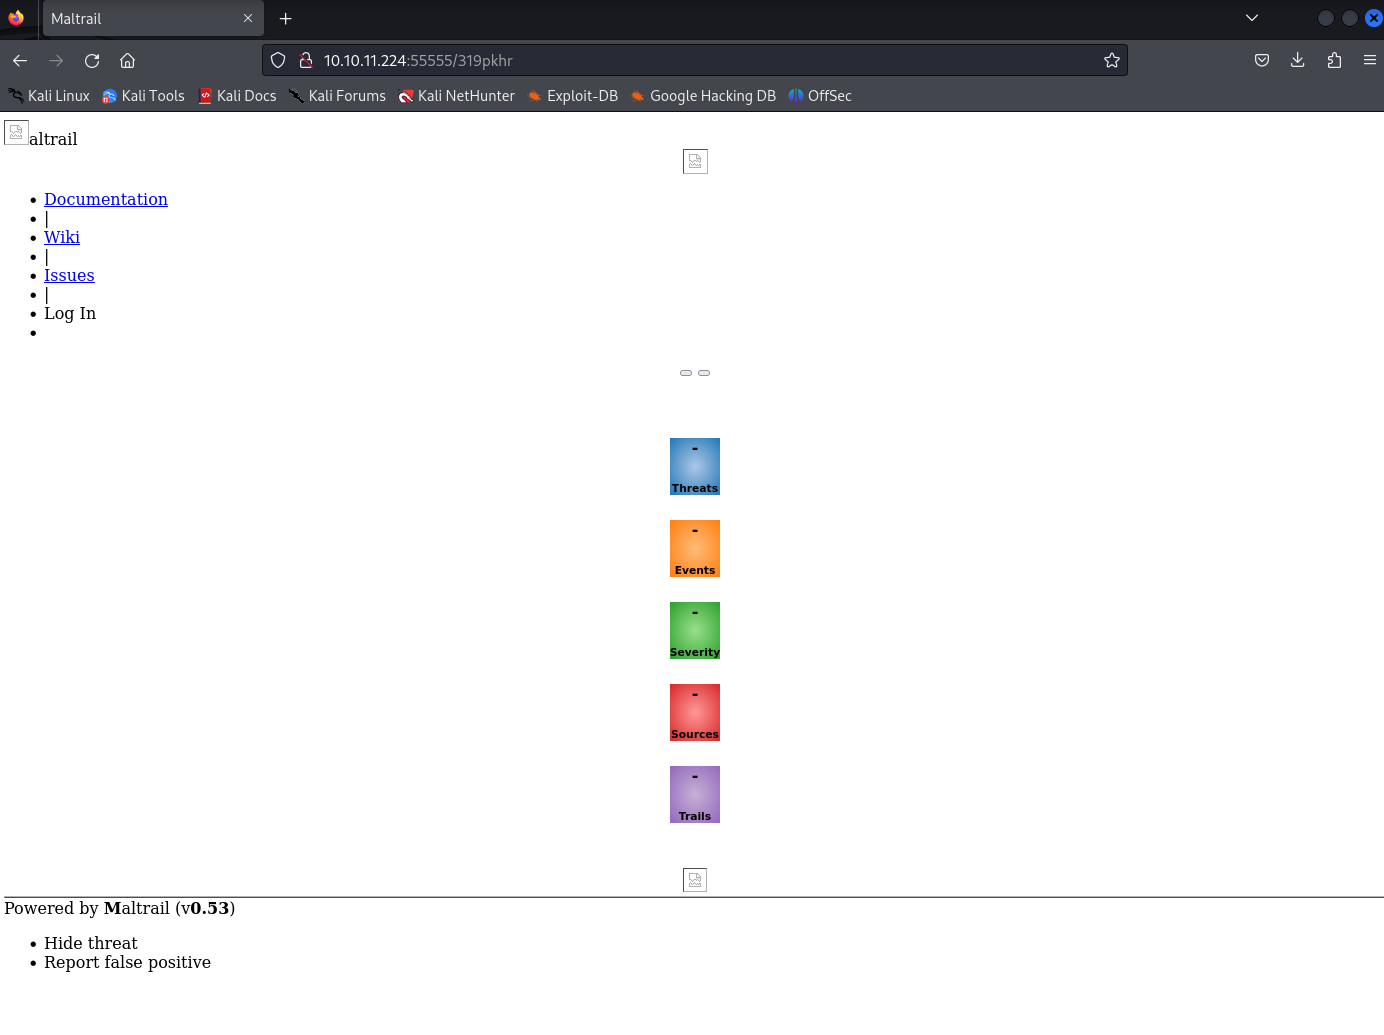 Maltrail
10.10.11.224:55555/319pkhr
Kali Linux Kali Tools Kali Docs Kali Forums Kali NetHunter Exploit-DB Google Hacking DB OffSec
altrail
Documentation
|
Wiki
|
Issues
|
Log In
-
Threats
-
Events
-
Severity
-
Sources
-
Trails
Powered by Maltrail (v0.53)
Hide threat
Report false positive